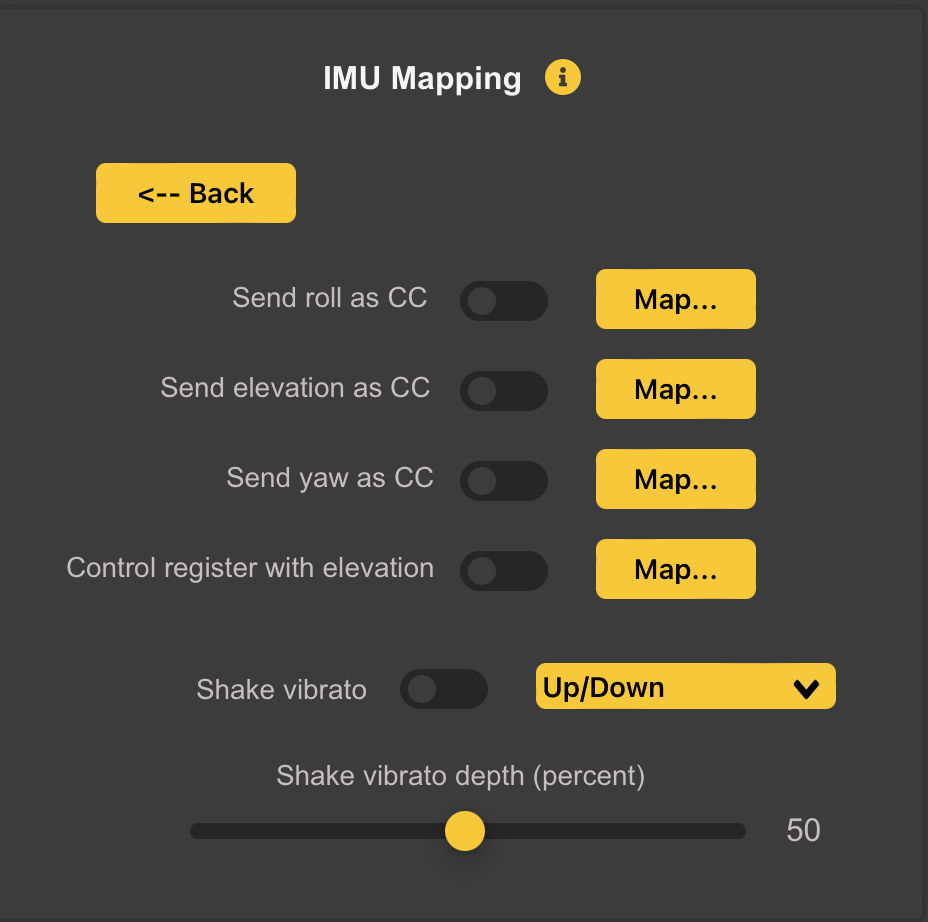 IMU Mapping
<-- Back
Send roll as CC Map...
Send elevation as CC Map...
Send yaw as CC Map...
Control register with elevation Map...
Shake vibrato Up/Down
Shake vibrato depth (percent)
50